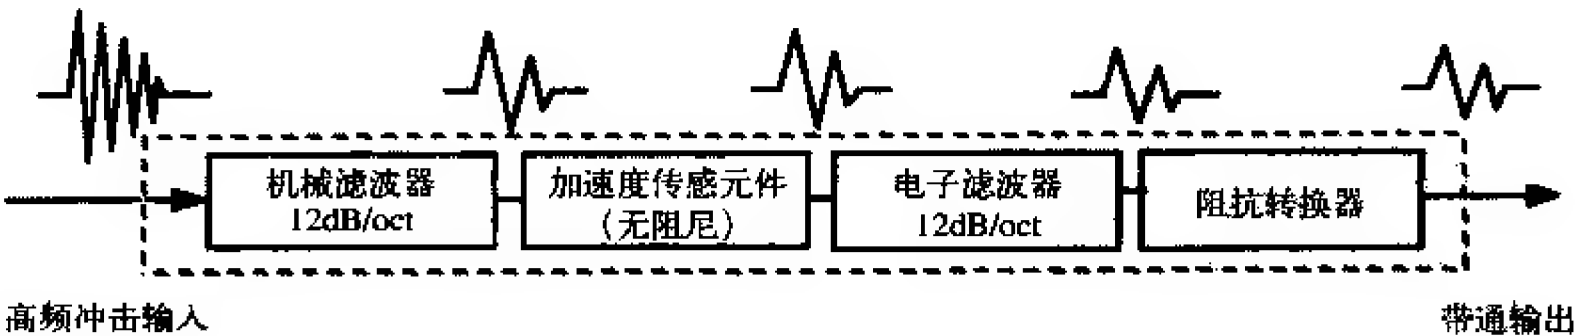 机械滤波器
12dB/oct
加速度传感元件
(无阻尼)
电子滤波器
12dB/oct
阻抗转换器
高频冲击输入
带通输出